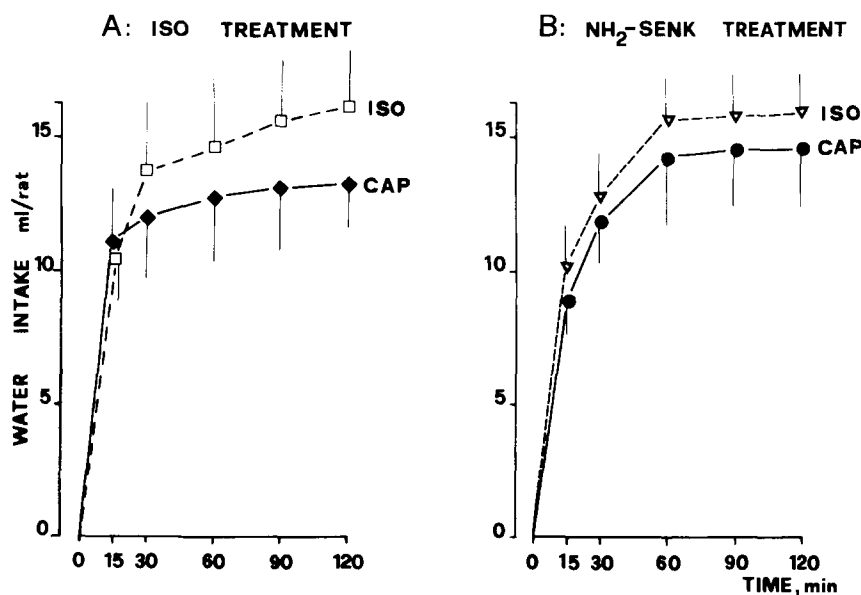 A: ISO TREATMENT
B: NH2-SENK TREATMENT
WATER INTAKE ml/rat
15
10
5
0
ISO
CAP
0 15 30 60 90 120
15
10
5
0
ISO
CAP
0 15 30 60 90 120
TIME, min